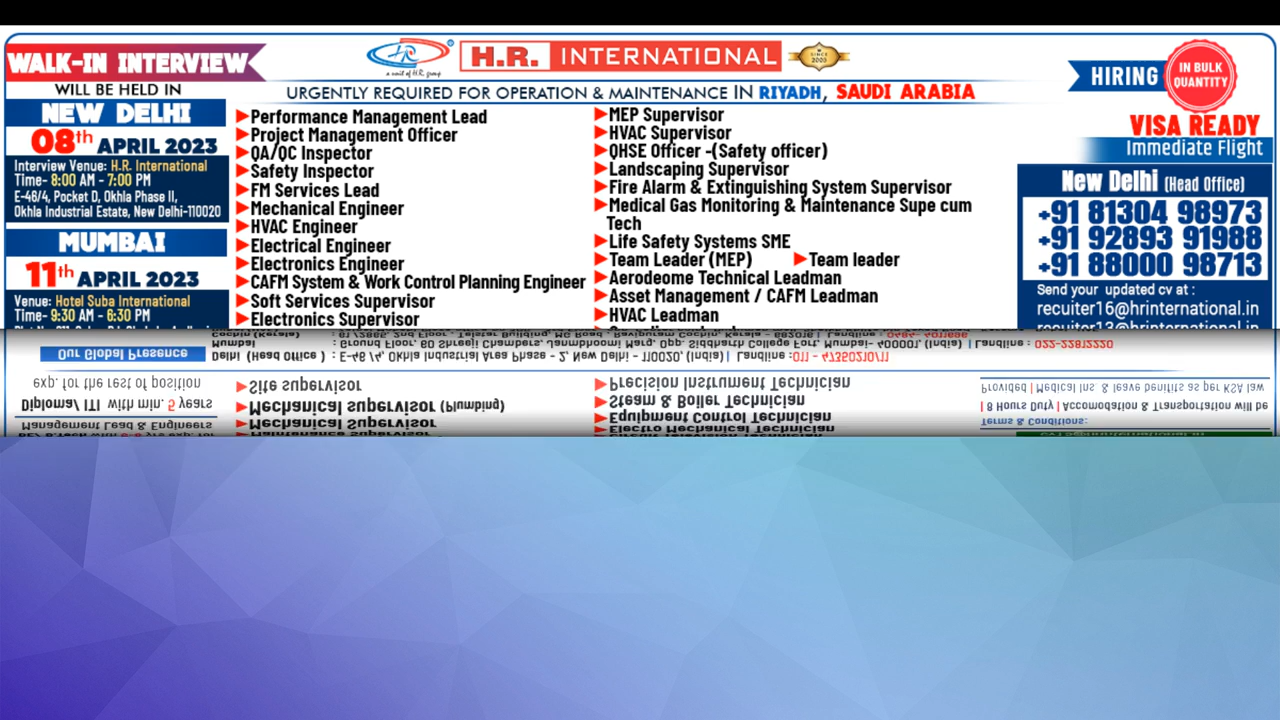 WALK-IN INTERVIEW
WILL BE HELD IN
NEW DELHI
08th APRIL 2023
Interview Venue: H.R. International
Time- 8:00 AM - 7:00 PM
E-46/4, Pocket D, Okhla Phase II,
Okhla Industrial Estate, New Delhi-110020
MUMBAI
11th APRIL 2023
Venue: Hotel Suba International
Time- 9:30 AM - 6:30 PM
HR
a unit of H.R. group
H.R. INTERNATIONAL
SINCE
2003
URGENTLY REQUIRED FOR OPERATION & MAINTENANCE IN RIYADH, SAUDI ARABIA
Performance Management Lead
Project Management Officer
QA/QC Inspector
Safety Inspector
FM Services Lead
Mechanical Engineer
HVAC Engineer
Electrical Engineer
Electronics Engineer
CAFM System & Work Control Planning Engineer
Soft Services Supervisor
Electronics Supervisor
MEP Supervisor
HVAC Supervisor
QHSE Officer -(Safety officer)
Landscaping Supervisor
Fire Alarm & Extinguishing System Supervisor
Medical Gas Monitoring & Maintenance Supe cum
Tech
Life Safety Systems SME
Team Leader (MEP) Team leader
Aerodeome Technical Leadman
Asset Management / CAFM Leadman
HVAC Leadman
HIRING
IN BULK
QUANTITY
VISA READY
Immediate Flight
New Delhi (Head Office)
+91 81304 98973
+91 92893 91988
+91 88000 98713
Send your updated cv at :
recuiter16@hrinternational.in
recuiter13@hrinternational.in
Our Global Presence
Mumbai : Ground Floor, 60 Shreeji Chambers, Janmbhoomi Marg, Opp. Siddharth College Fort, Mumbai- 400001, (India) | Landline : 022-22812220
Delhi (Head Office ) : E-46 /4, Okhla Industrial Area Phase - 2, New Delhi - 110020, (India) | Landline :011 - 47350210/11
exp. for the rest of position
Diploma/ ITI with min. 5 years
Management Lead & Engineers
Site supervisor
Mechanical supervisor (Plumbing)
Mechanical Supervisor
Maintenance Supervisor
Precision Instrument Technician
Steam & Boiler Technician
Equipment Control Technician
Electro Mechanical Technician
Provided | Medical Ins. & leave benifits as per KSA law
| 8 Hours Duty | Accomodation & Transportation will be
Terms & Conditions: